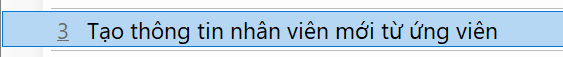 3 Tạo thông tin nhân viên mới từ ứng viên